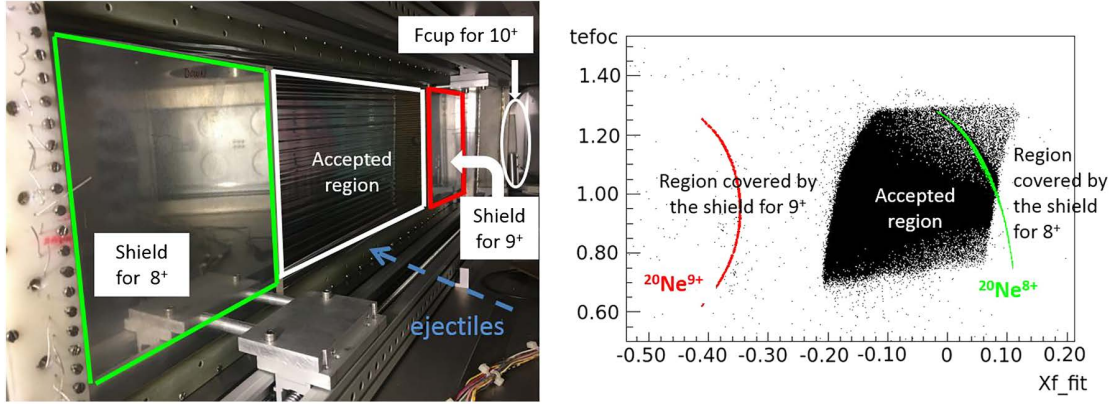 Fcup for 10⁺
Accepted
region
Shield
for 8⁺
Shield
for 9⁺
ejectiles
tefoc
1.40
1.20
1.00
0.80
0.60
Region covered by
the shield for 9⁺
Accepted
region
Region
covered by
the shield
for 8⁺
²⁰Ne⁹⁺
²⁰Ne⁸⁺
-0.50 -0.40 -0.30 -0.20 -0.10 0 0.10 0.20
Xf_fit